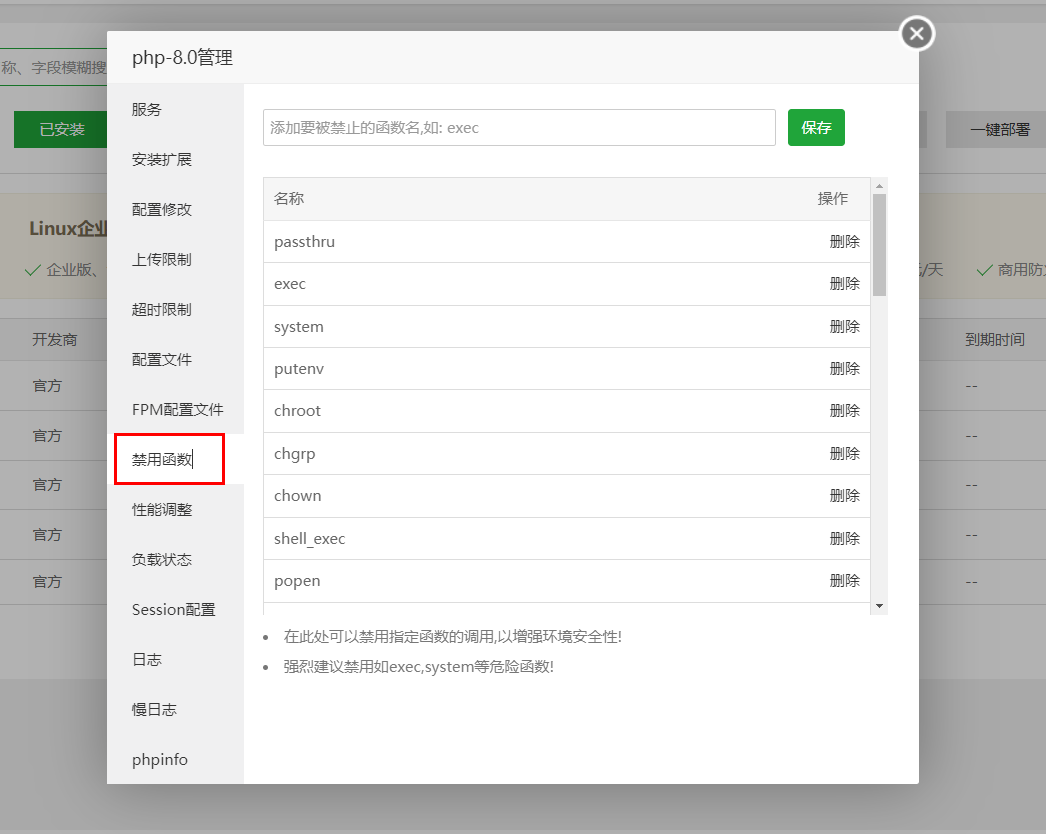 php-8.0管理
称、字段模糊搜
已安装
一键部署
Linux企业
企业版、
元/天
商用防
开发商
到期时间
官方
--
官方
--
官方
--
官方
--
官方
--
服务
安装扩展
配置修改
上传限制
超时限制
配置文件
FPM配置文件
禁用函数
性能调整
负载状态
Session配置
日志
慢日志
phpinfo
添加要被禁止的函数名,如: exec
保存
名称 操作
passthru 删除
exec 删除
system 删除
putenv 删除
chroot 删除
chgrp 删除
chown 删除
shell_exec 删除
popen 删除
在此处可以禁用指定函数的调用,以增强环境安全性!
强烈建议禁用如exec,system等危险函数!